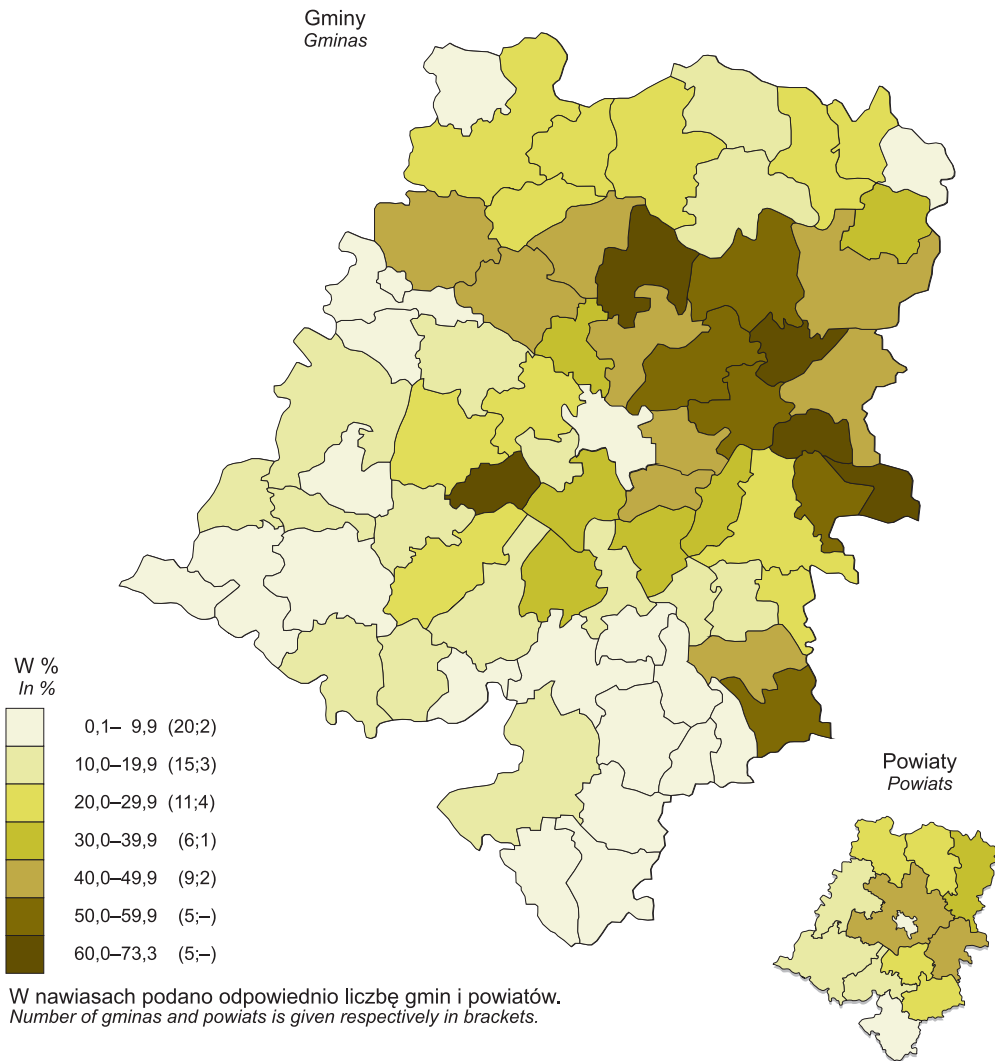 Gminy
Gminas
W %
In %
0,1– 9,9 (20;2)
10,0–19,9 (15;3)
20,0–29,9 (11;4)
30,0–39,9 (6;1)
40,0–49,9 (9;2)
50,0–59,9 (5;–)
60,0–73,3 (5;–)
Powiaty
Powiats
W nawiasach podano odpowiednio liczbę gmin i powiatów.
Number of gminas and powiats is given respectively in brackets.